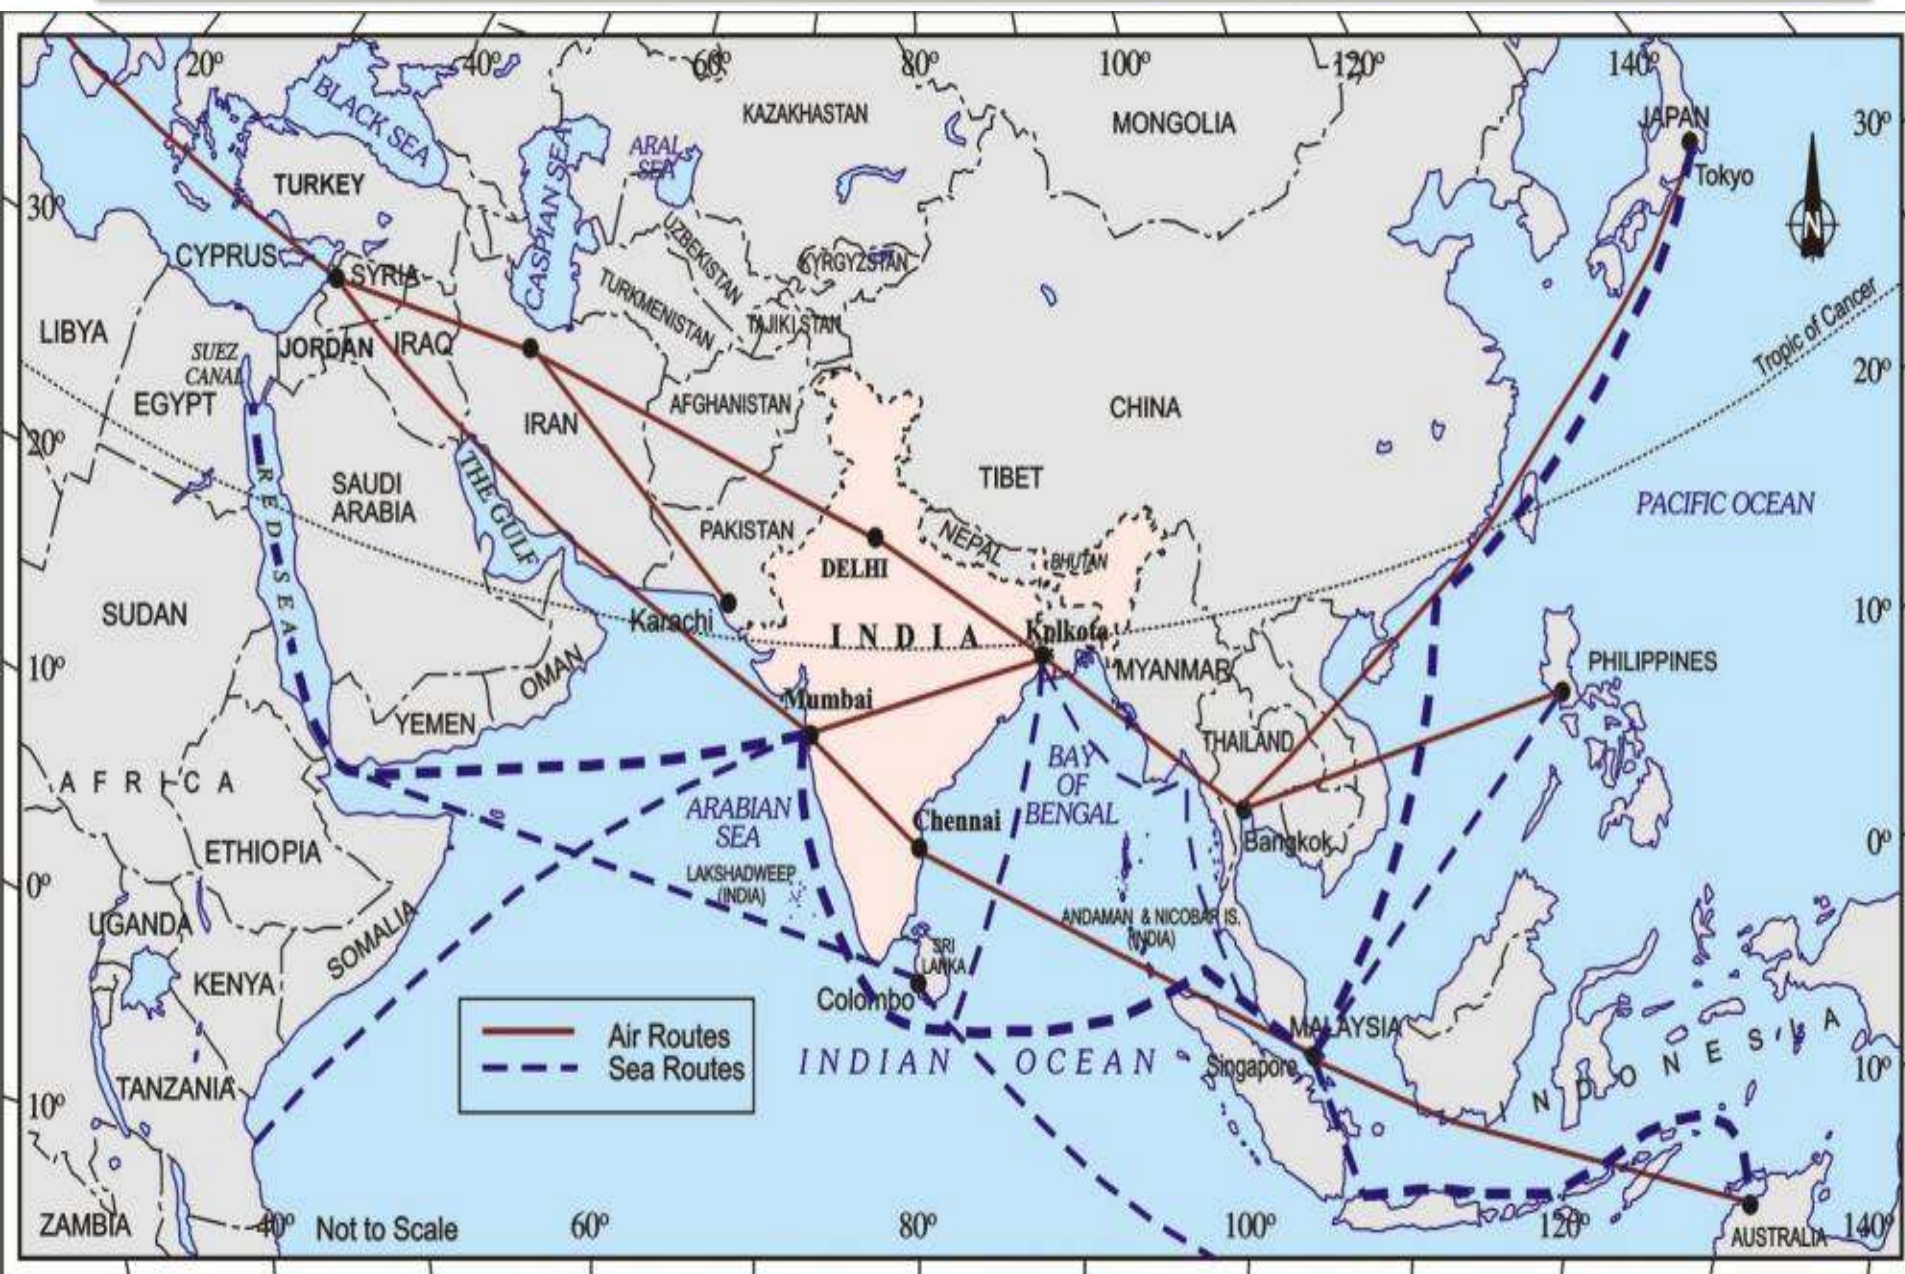 20°
40°
60°
80°
100°
120°
140°
BLACK SEA
CASPIAN SEA
ARAL
SEA
KAZAKHASTAN
MONGOLIA
JAPAN
30°
Tokyo
TURKEY
30°
N
CYPRUS
SYRIA
UZBEKISTAN
KYRGYZSTAN
TURKMENISTAN
TAJIKISTAN
Tropic of Cancer
LIBYA
SUEZ
CANAL
JORDAN
IRAQ
20°
EGYPT
IRAN
AFGHANISTAN
CHINA
20°
SAUDI
ARABIA
THE GULF
TIBET
PACIFIC OCEAN
RED SEA
PAKISTAN
NEPAL
BHUTAN
DELHI
SUDAN
Karachi
INDIA
Kolkota
10°
10°
OMAN
MYANMAR
PHILIPPINES
YEMEN
Mumbai
THAILAND
AFRICA
ARABIAN
SEA
BAY
OF
BENGAL
Chennai
Bangkok
0°
ETHIOPIA
LAKSHADWEEP
(INDIA)
0°
UGANDA
SOMALIA
ANDAMAN & NICOBAR IS.
(INDIA)
SRI
LANKA
KENYA
Colombo
Air Routes
Sea Routes
MALAYSIA
INDONESIA
INDIAN OCEAN
Singapore
10°
TANZANIA
10°
ZAMBIA
40°
Not to Scale
60°
80°
100°
120°
AUSTRALIA
140°